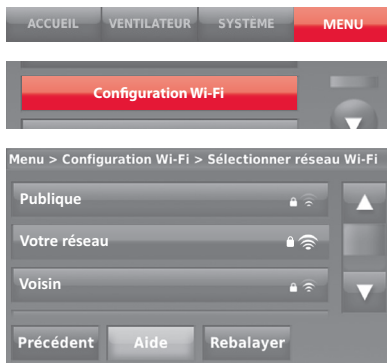 ACCUEIL VENTILATEUR SYSTEME MENU
Configuration Wi-Fi
Menu > Configuration Wi-Fi > Sélectionner réseau Wi-Fi
Publique
Votre réseau
Voisin
Précédent Aide Rebalayer